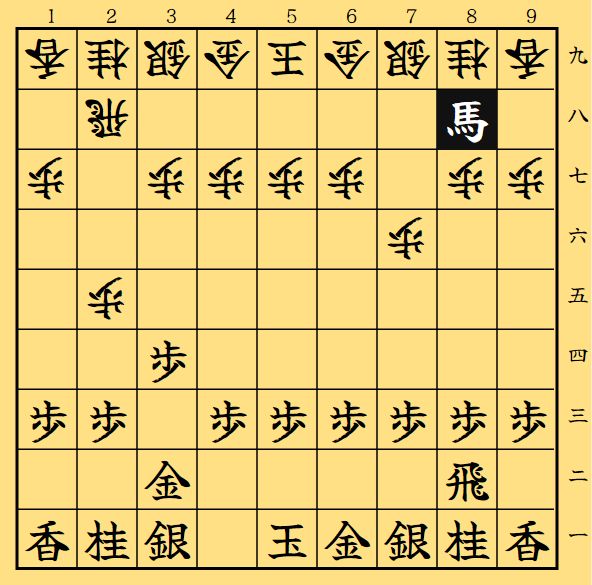 1 2 3 4 5 6 7 8 9
香 桂 銀 金 王 金 銀 桂 香 九
飛 馬 八
歩 歩 歩 歩 歩 歩 歩 七
歩 六
歩 五
歩 四
歩 歩 歩 歩 歩 歩 歩 歩 三
金 飛 二
香 桂 銀 玉 金 銀 桂 香 一